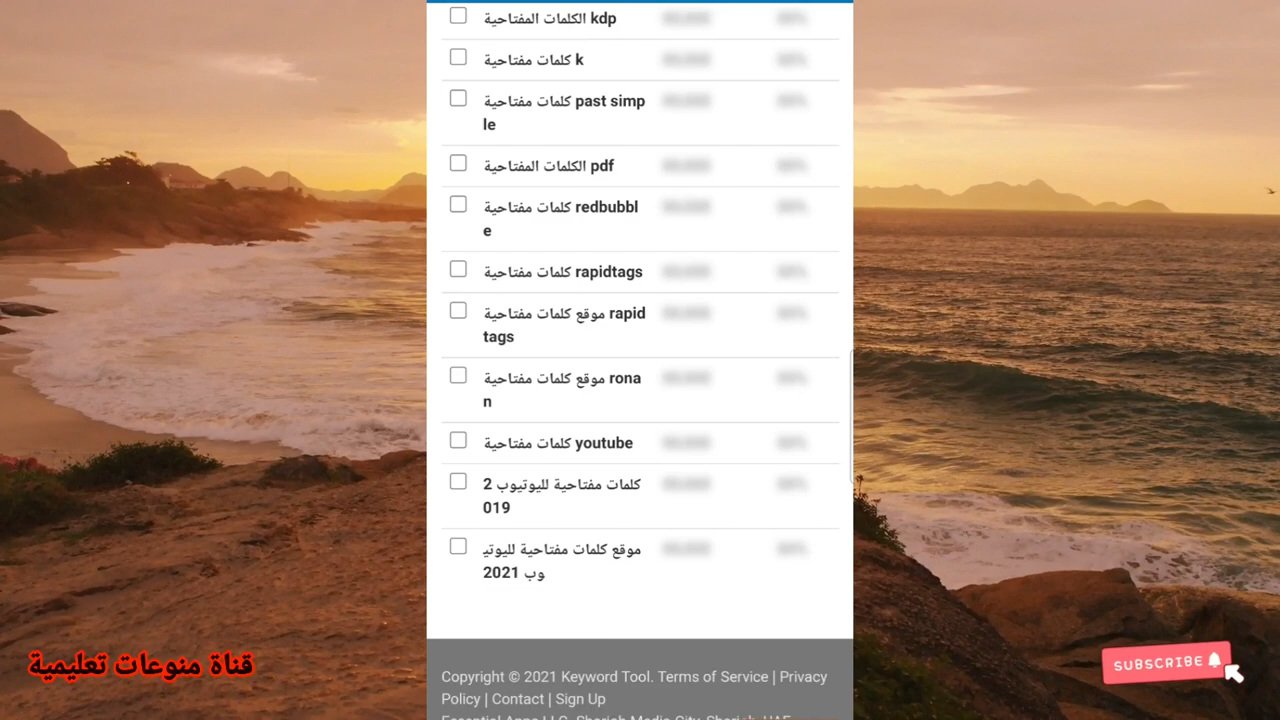 الكلمات المفتاحية kdp
كلمات مفتاحية k
كلمات مفتاحية past simp
le
الكلمات المفتاحية pdf
كلمات مفتاحية redbubbl
e
كلمات مفتاحية rapidtags
موقع كلمات مفتاحية rapid
tags
موقع كلمات مفتاحية rona
n
كلمات مفتاحية youtube
كلمات مفتاحية لليوتيوب 2
019
موقع كلمات مفتاحية لليوتي
وب 2021
Copyright © 2021 Keyword Tool. Terms of Service | Privacy
Policy | Contact | Sign Up
قناة منوعات تعليمية
SUBSCRIBE